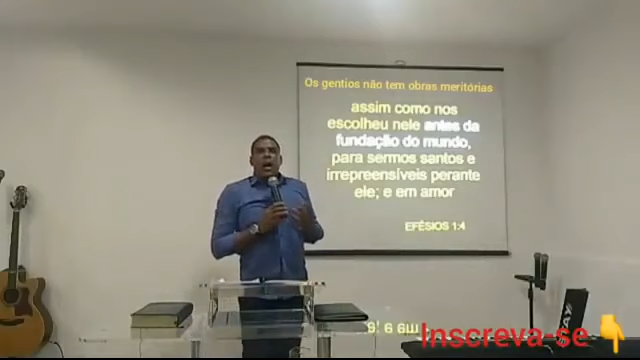 Os gentios não tem obras meritórias
assim como nos
escolheu nele antes da
fundação do mundo,
para sermos santos e
irrepreensíveis perante
ele; e em amor
EFÉSIOS 1:4
Inscreva-se